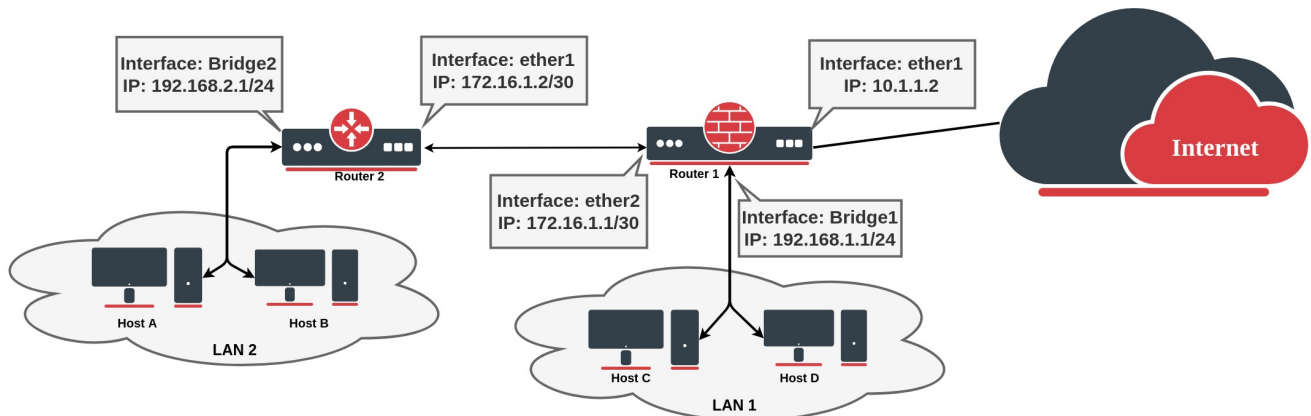 Interface: Bridge2
IP: 192.168.2.1/24
Interface: ether1
IP: 172.16.1.2/30
Interface: ether1
IP: 10.1.1.2
Internet
Router 2
Router 1
Interface: ether2
IP: 172.16.1.1/30
Interface: Bridge1
IP: 192.168.1.1/24
Host A
Host B
LAN 2
Host C
Host D
LAN 1